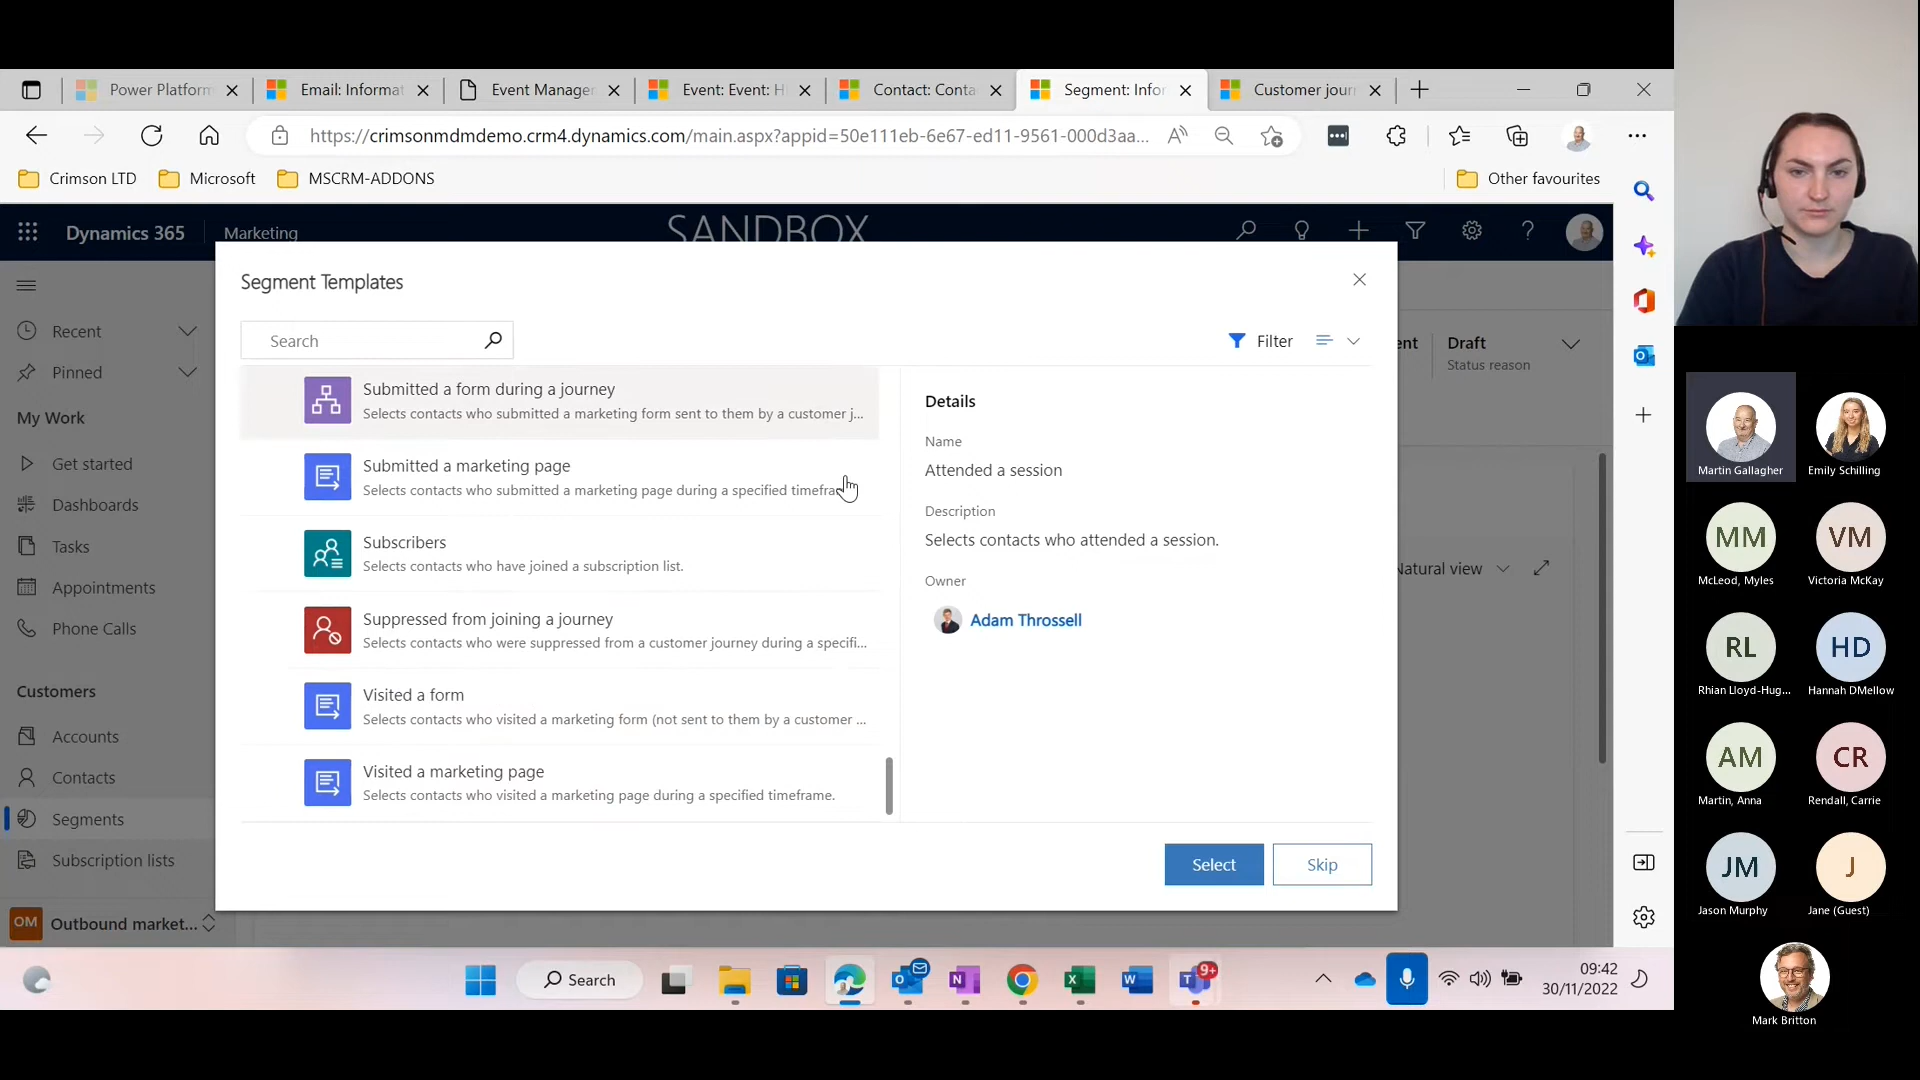 Power Platform
Email: Informat
Event Manage
Event: Event: H
Contact: Conta
Segment: Infor
Customer jour
https://crimsonmdmdemo.crm4.dynamics.com/main.aspx?appid=50e111eb-6e67-ed11-9561-000d3aa...
Crimson LTD
Microsoft
MSCRM-ADDONS
Other favourites
Dynamics 365
Marketing
SANDBOX
Segment Templates
Search
Filter
ent
Draft
Status reason
Recent
Pinned
My Work
Get started
Dashboards
Tasks
Appointments
Phone Calls
Customers
Accounts
Contacts
Segments
Subscription lists
OM
Outbound market...
Submitted a form during a journey
Selects contacts who submitted a marketing form sent to them by a customer j...
Submitted a marketing page
Selects contacts who submitted a marketing page during a specified timefra
Subscribers
Selects contacts who have joined a subscription list.
Suppressed from joining a journey
Selects contacts who were suppressed from a customer journey during a specifi...
Visited a form
Selects contacts who visited a marketing form (not sent to them by a customer ...
Visited a marketing page
Selects contacts who visited a marketing page during a specified timeframe.
Details
Name
Attended a session
Description
Selects contacts who attended a session.
Owner
Adam Throssell
Natural view
Select
Skip
Search
9+
09:42
30/11/2022
Martin Gallagher
Emily Schilling
MM
McLeod, Myles
VM
Victoria McKay
RL
Rhian Lloyd-Hug...
HD
Hannah DMellow
AM
Martin, Anna
CR
Rendall, Carrie
JM
Jason Murphy
J
Jane (Guest)
Mark Britton